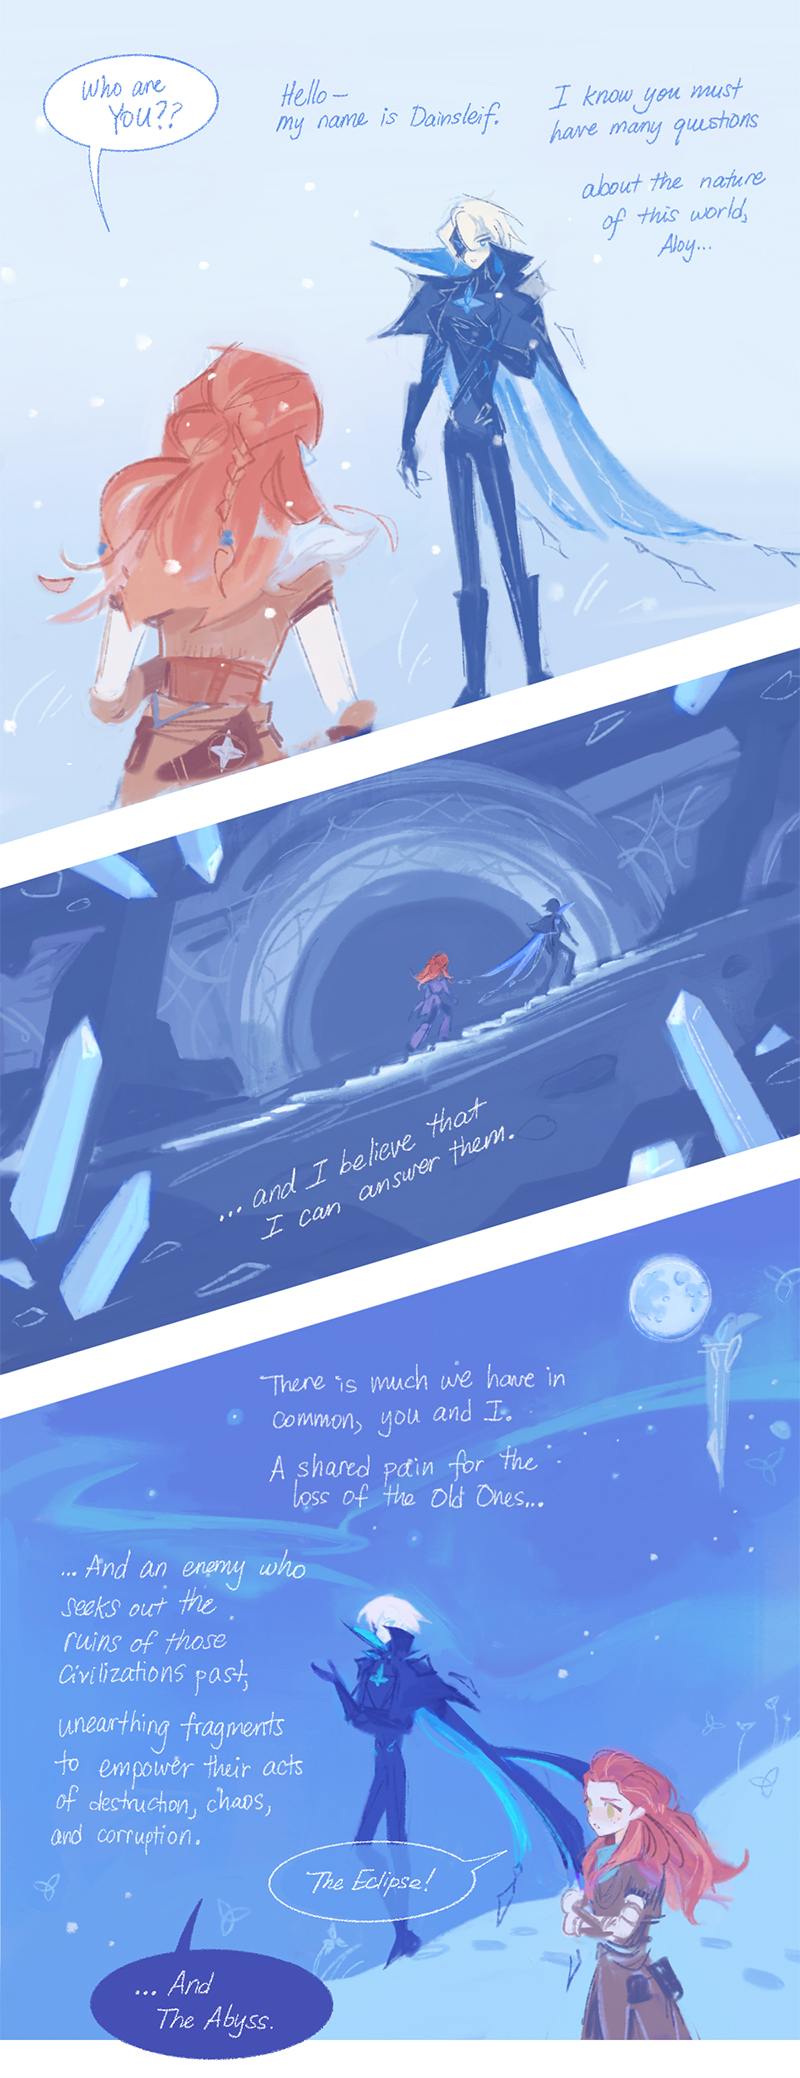 Who are
You??
Hello—
my name is Dainsleif.
I know you must
have many questions
about the nature
of this world,
Aloy...
...and I believe that
I can answer them.
There is much we have in
common, you and I.
A shared pain for the
loss of the Old Ones...
...And an enemy who
seeks out the
ruins of those
Civilizations past,
unearthing fragments
to empower their acts
of destruction, chaos,
and corruption.
The Eclipse!
...And
The Abyss.